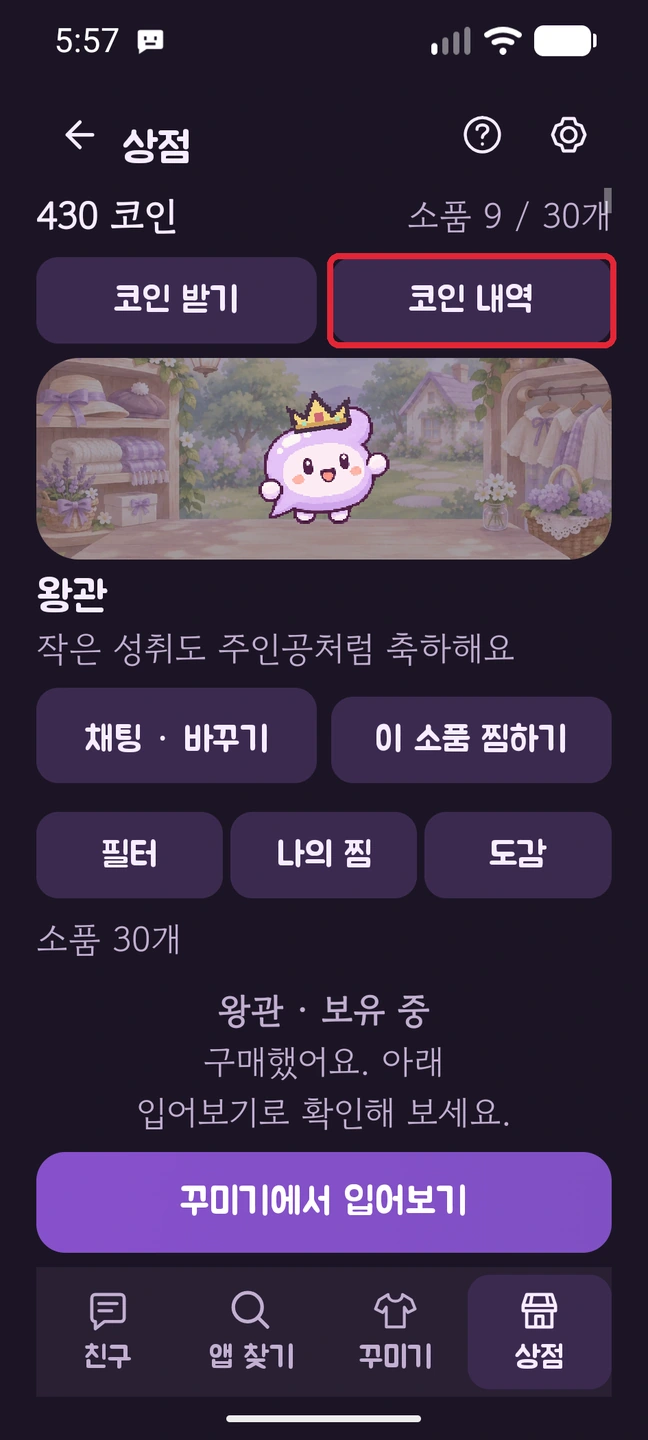 5:57
상점
430 코인
소품 9 / 30개
코인 받기
코인 내역
왕관
작은 성취도 주인공처럼 축하해요
채팅 · 바꾸기
이 소품 찜하기
필터
나의 찜
도감
소품 30개
왕관 · 보유 중
구매했어요. 아래
입어보기로 확인해 보세요.
꾸미기에서 입어보기
친구
앱 찾기
꾸미기
상점